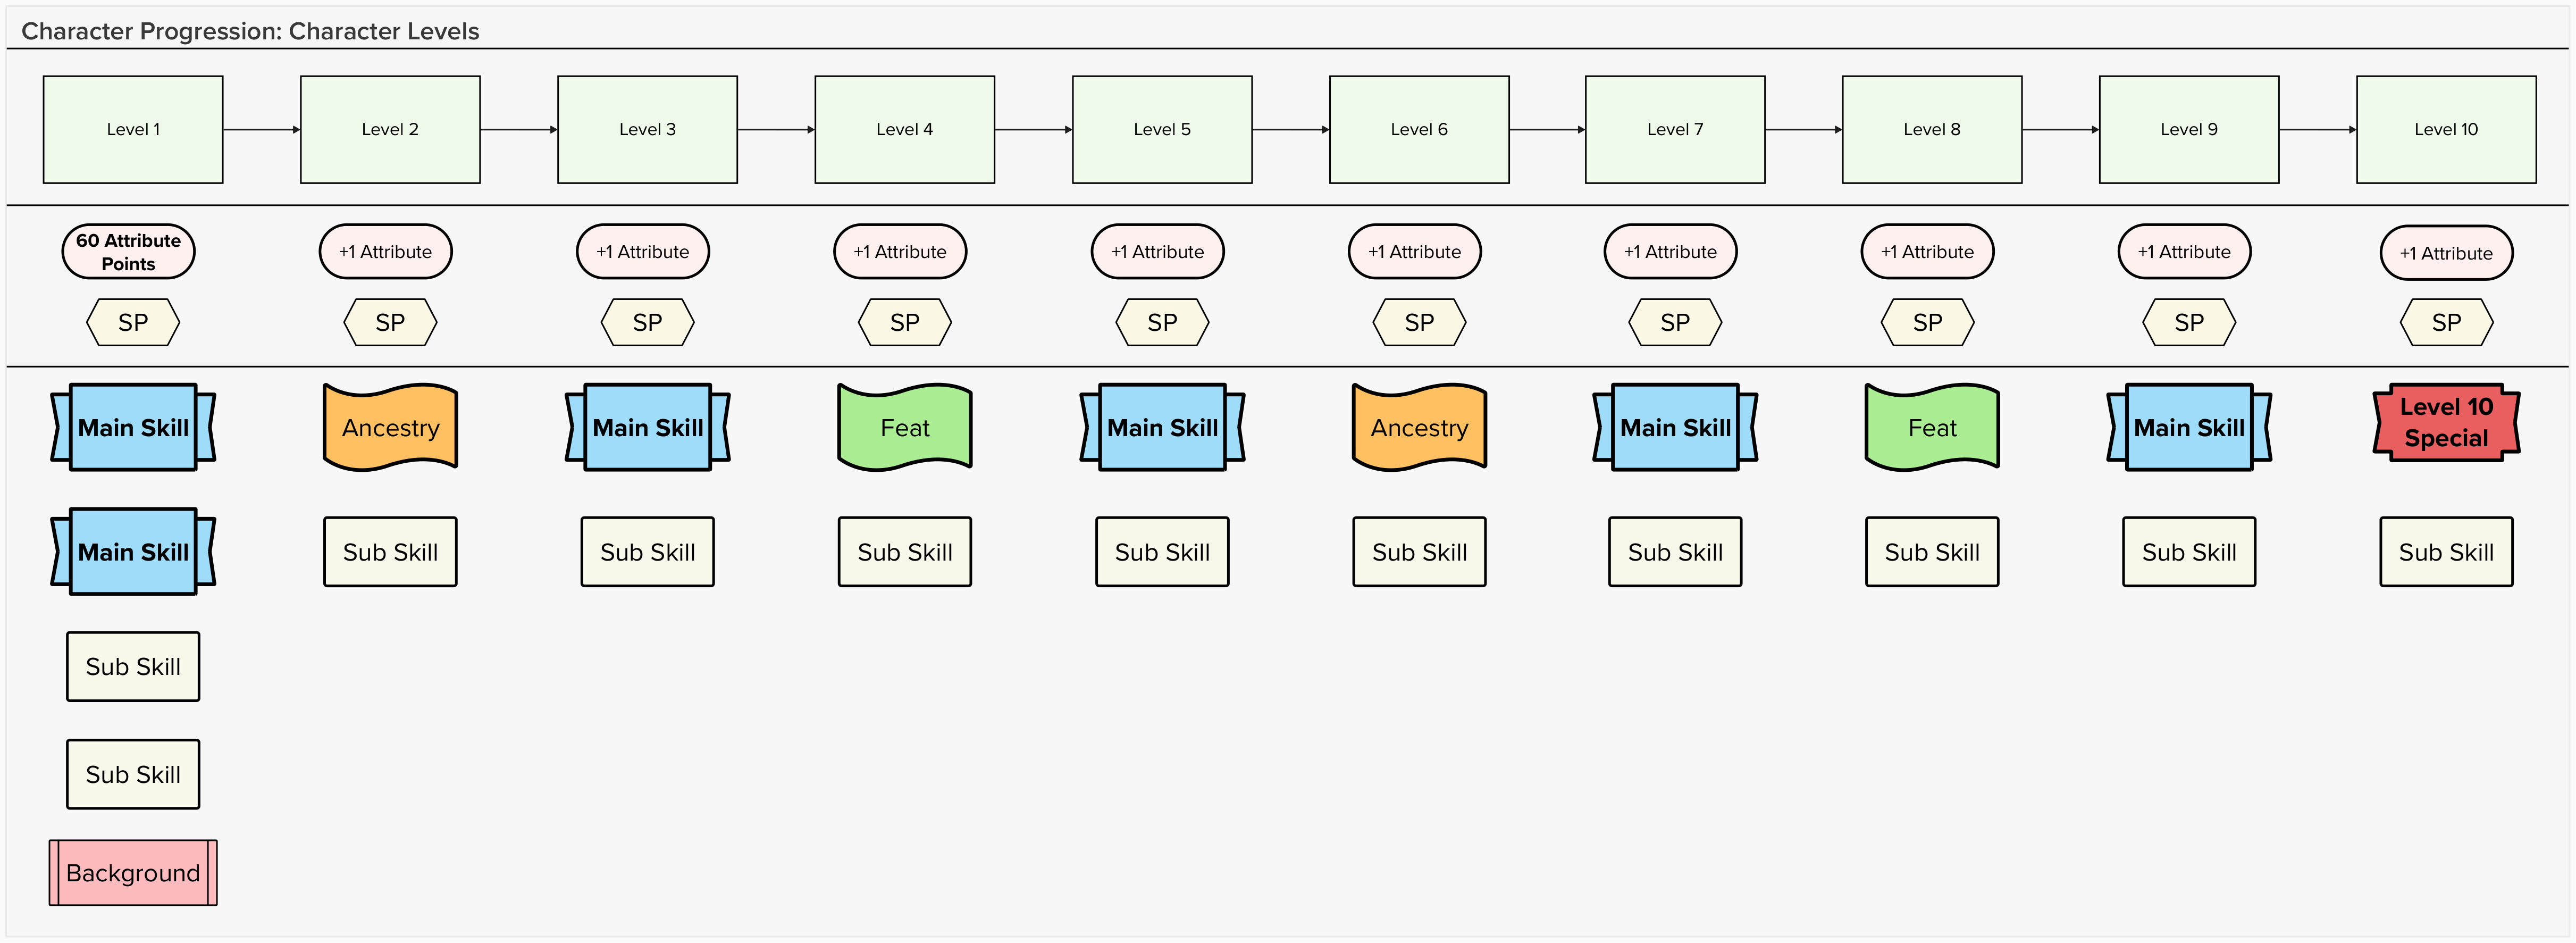 Character Progression: Character Levels
Level 1
Level 2
Level 3
Level 4
Level 5
Level 6
Level 7
Level 8
Level 9
Level 10
60 Attribute
Points
+1 Attribute
+1 Attribute
+1 Attribute
+1 Attribute
+1 Attribute
+1 Attribute
+1 Attribute
+1 Attribute
+1 Attribute
SP
SP
SP
SP
SP
SP
SP
SP
SP
SP
Main Skill
Ancestry
Main Skill
Feat
Main Skill
Ancestry
Main Skill
Feat
Main Skill
Level 10
Special
Main Skill
Sub Skill
Sub Skill
Sub Skill
Sub Skill
Sub Skill
Sub Skill
Sub Skill
Sub Skill
Sub Skill
Sub Skill
Sub Skill
Background